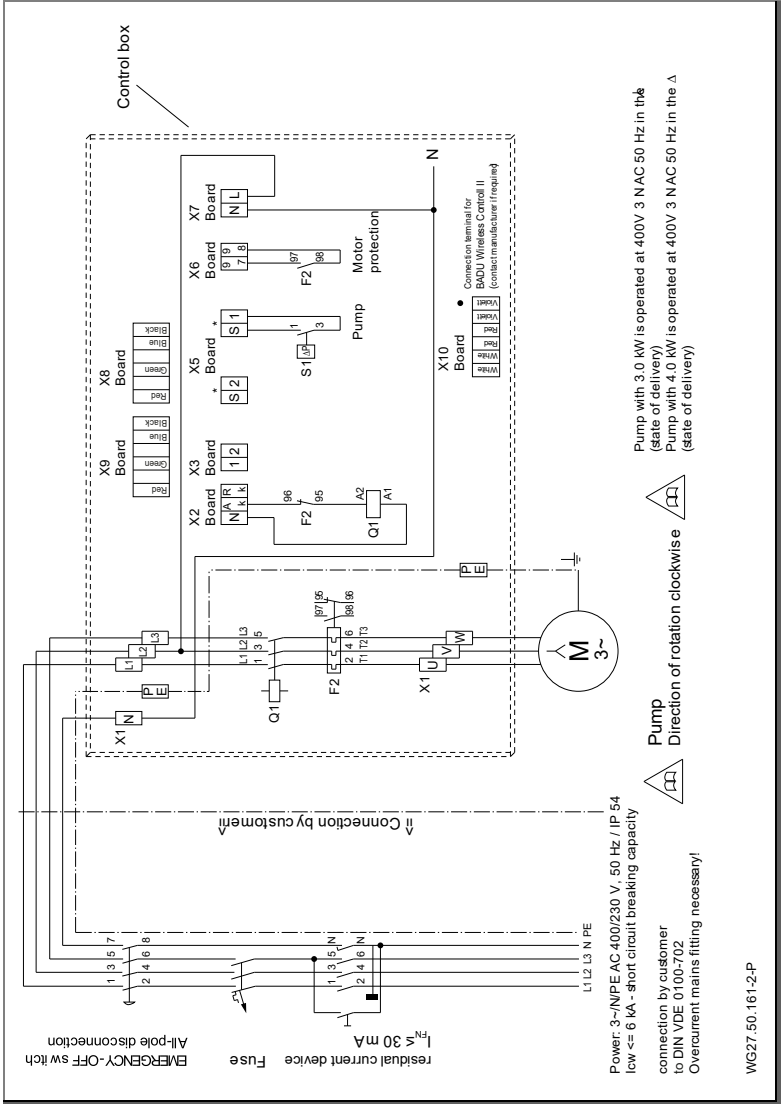 Control box
X9
Board
Red
Green
Blue
Black
X8
Board
Red
Green
Blue
Black
X2
Board
N
A
k
R
k
96
95
F2
A2
A1
Q1
X3
Board
1 2
X5
Board
*
S 2
*
S 1
1
3
S1
ΔP
Pump
X6
Board
9 9
7 8
97
98
F2
Motor
protection
X7
Board
N L
N
X10
Board
White
White
Red
Red
Violet
Violet
Connection terminal for
BADU Wireless Controll II
(contact manufacturer if required)
X1
N
PE
L1
L2
L3
L1 L2 L3
1 3 5
Q1
F2
2 4 6
T1 T2 T3
97 95
98 96
X1
U
V
W
PE
M
3~
EMERGENCY-OFF switch
All-pole disconnection
1 3 5 7
2 4 6 8
Fuse
residual current device
IFN ≤ 30 mA
1 3 5 N
2 4 6 N
L1 L2 L3 N PE
!! Connection by customer!!
Power: 3~/N/PE AC 400/230 V, 50 Hz / IP 54
Icw <= 6 kA - short circuit breaking capacity
connection by customer
to DIN VDE 0100-702
Overcurrent mains fitting necessary!
Pump
Direction of rotation clockwise
Pump with 3.0 kW is operated at 400V 3 N AC 50 Hz in the
(state of delivery)
Pump with 4.0 kW is operated at 400V 3 N AC 50 Hz in the Δ
(state of delivery)
WG27.50.161-2-P